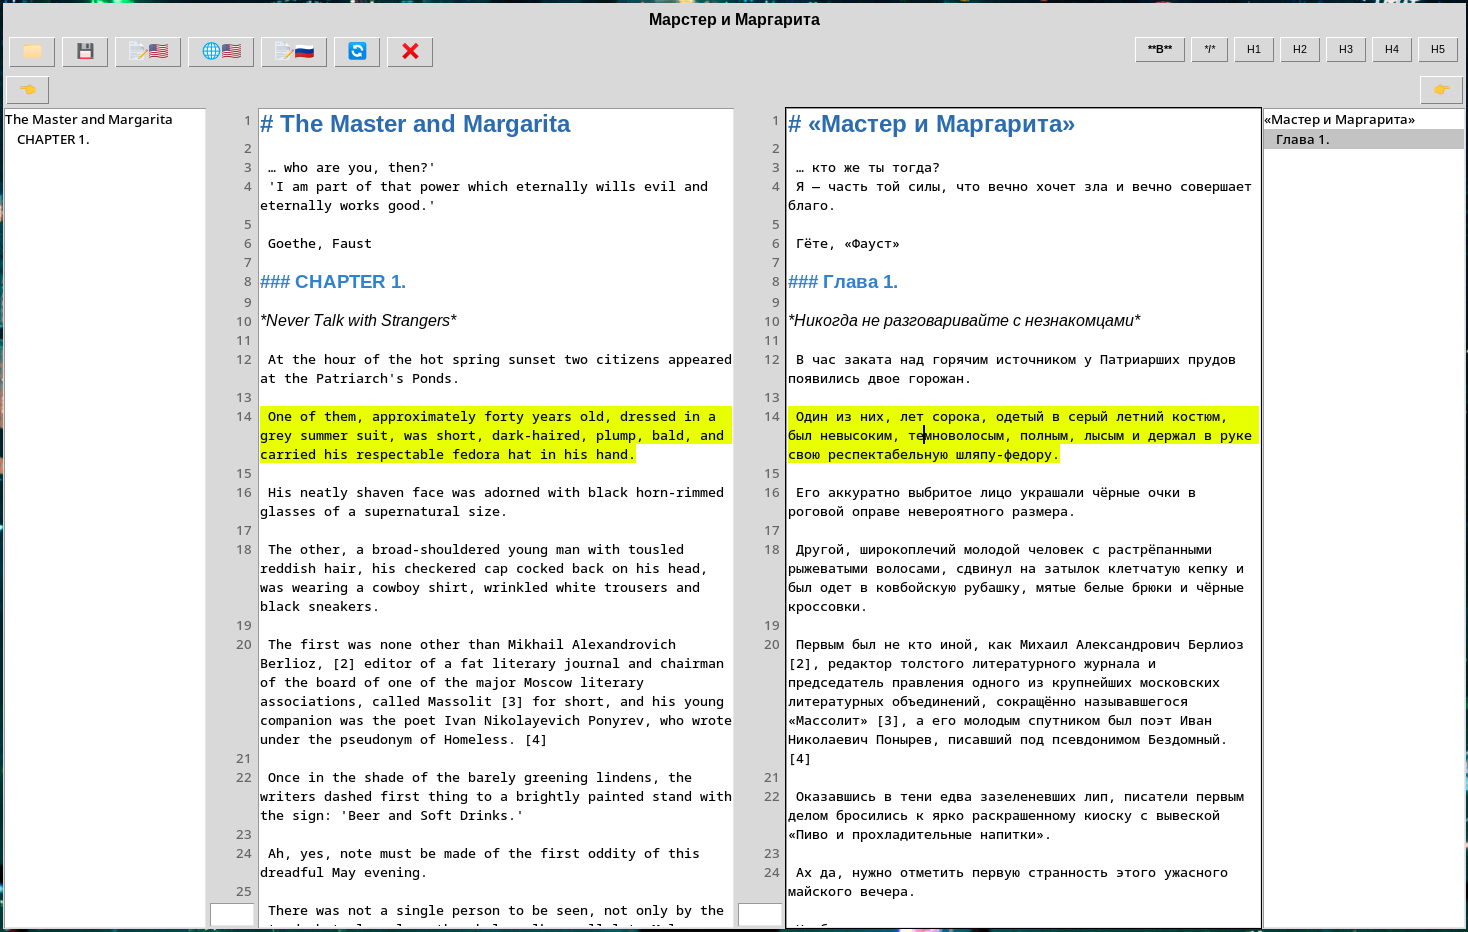 Марстер и Маргарита
**B**
*/*
H1
H2
H3
H4
H5
The Master and Margarita
CHAPTER 1.
1 # The Master and Margarita
2
3 … who are you, then?'
4 'I am part of that power which eternally wills evil and
eternally works good.'
5
6 Goethe, Faust
7
8 ### CHAPTER 1.
9
10 *Never Talk with Strangers*
11
12 At the hour of the hot spring sunset two citizens appeared
at the Patriarch's Ponds.
13
14 One of them, approximately forty years old, dressed in a
grey summer suit, was short, dark-haired, plump, bald, and
carried his respectable fedora hat in his hand.
15
16 His neatly shaven face was adorned with black horn-rimmed
glasses of a supernatural size.
17
18 The other, a broad-shouldered young man with tousled
reddish hair, his checkered cap cocked back on his head,
was wearing a cowboy shirt, wrinkled white trousers and
black sneakers.
19
20 The first was none other than Mikhail Alexandrovich
Berlioz, [2] editor of a fat literary journal and chairman
of the board of one of the major Moscow literary
associations, called Massolit [3] for short, and his young
companion was the poet Ivan Nikolayevich Ponyrev, who wrote
under the pseudonym of Homeless. [4]
21
22 Once in the shade of the barely greening lindens, the
writers dashed first thing to a brightly painted stand with
the sign: 'Beer and Soft Drinks.'
23
24 Ah, yes, note must be made of the first oddity of this
dreadful May evening.
25
There was not a single person to be seen, not only by the
1 # «Мастер и Маргарита»
2
3 … кто же ты тогда?
4 Я — часть той силы, что вечно хочет зла и вечно совершает
благо.
5
6 Гёте, «Фауст»
7
8 ### Глава 1.
9
10 *Никогда не разговаривайте с незнакомцами*
11
12 В час заката над горячим источником у Патриарших прудов
появились двое горожан.
13
14 Один из них, лет сорока, одетый в серый летний костюм,
был невысоким, темноволосым, полным, лысым и держал в руке
свою респектабельную шляпу-федору.
15
16 Его аккуратно выбритое лицо украшали чёрные очки в
роговой оправе невероятного размера.
17
18 Другой, широкоплечий молодой человек с растрёпанными
рыжеватыми волосами, сдвинул на затылок клетчатую кепку и
был одет в ковбойскую рубашку, мятые белые брюки и чёрные
кроссовки.
19
20 Первым был не кто иной, как Михаил Александрович Берлиоз
[2], редактор толстого литературного журнала и
председатель правления одного из крупнейших московских
литературных объединений, сокращённо называвшегося
«Массолит» [3], а его молодым спутником был поэт Иван
Николаевич Понырев, писавший под псевдонимом Бездомный.
[4]
21
22 Оказавшись в тени едва зазеленевших лип, писатели первым
делом бросились к ярко раскрашенному киоску с вывеской
«Пиво и прохладительные напитки».
23
24 Ах да, нужно отметить первую странность этого ужасного
майского вечера.
«Мастер и Маргарита»
Глава 1.